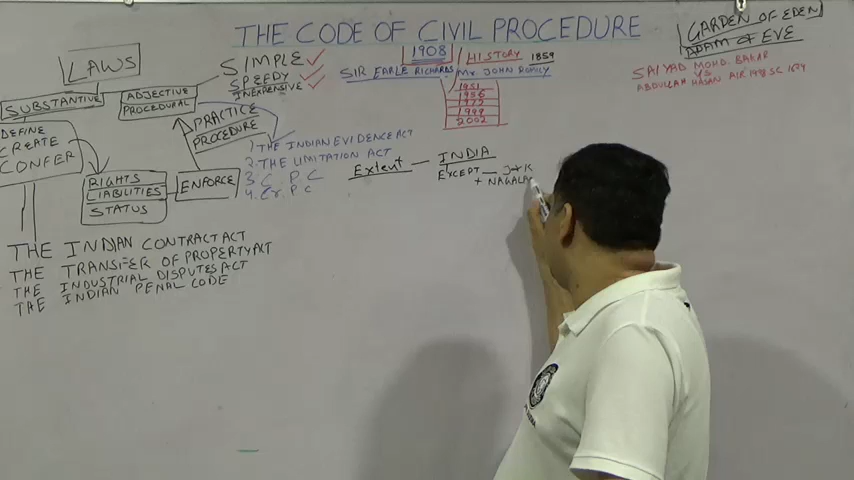 THE CODE OF CIVIL PROCEDURE
1908
HISTORY 1859
SIR EARLE RICHARDS
Mr. JOHN ROMILY
1951
1956
1999
2002
GARDEN OF EDEN
ADAM OF EVE
SAIYAD MOHD. BAKAR
VS
ABDULLAH HASAN AIR 1998 SC
LAWS
SUBSTANTIVE
ADJECTIVE
PROCEDURAL
SIMPLE
SPEEDY
INEXPENSIVE
DEFINE
CREATE
CONFER
PRACTICE
PROCEDURE
RIGHTS
LIABILITIES
STATUS
ENFORCE
1. THE INDIAN EVIDENCE ACT
2. THE LIMITATION ACT
3. C. P. C
4. Cr. P C
Extent — INDIA
EXCEPT — J+K
+ NAGALA
THE INDIAN CONTRACT ACT
THE TRANSFER OF PROPERTY ACT
THE INDUSTRIAL DISPUTES ACT
THE INDIAN PENAL CODE